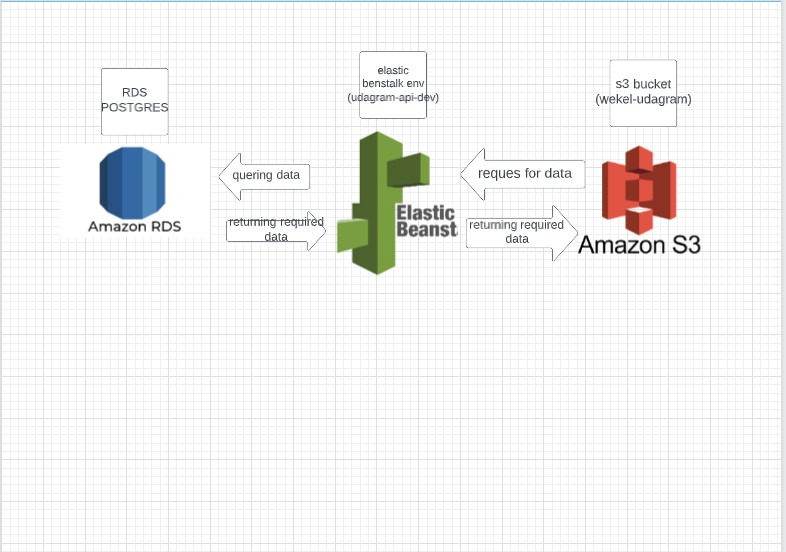 RDS
POSTGRES
elastic
benstalk env
(udagram-api-dev)
s3 bucket
(wekel-udagram)
quering data
reques for data
returning required
data
returning required
data
Amazon RDS
Elastic
Beanst
Amazon S3